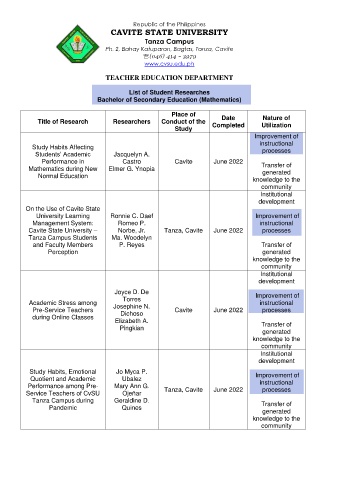 Republic of the Philippines
CAVITE STATE UNIVERSITY
Tanza Campus
Ph. 2, Bahay Katuparan, Bagtas, Tanza, Cavite
☏(046) 414 – 3979
www.cvsu.edu.ph
TEACHER EDUCATION DEPARTMENT
List of Student Researches
Bachelor of Secondary Education (Mathematics)
Title of Research
Researchers
Place of
Conduct of the
Study
Date
Completed
Nature of
Utilization
Study Habits Affecting
Students' Academic
Performance in
Mathematics during New
Normal Education
Jacquelyn A.
Castro
Elmer G. Ynopia
Cavite
June 2022
Improvement of
instructional
processes
Transfer of
generated
knowledge to the
community
On the Use of Cavite State
University Learning
Management System:
Cavite State University –
Tanza Campus Students
and Faculty Members
Perception
Ronnie C. Daef
Romeo P.
Norbe, Jr.
Ma. Woodelyn
P. Reyes
Tanza, Cavite
June 2022
Institutional
development
Improvement of
instructional
processes
Transfer of
generated
knowledge to the
community
Academic Stress among
Pre-Service Teachers
during Online Classes
Joyce D. De
Torres
Josephine N.
Dichoso
Elizabeth A.
PIngkian
Cavite
June 2022
Institutional
development
Improvement of
instructional
processes
Transfer of
generated
knowledge to the
community
Study Habits, Emotional
Quotient and Academic
Performance among Pre-
Service Teachers of CvSU
Tanza Campus during
Pandemic
Jo Myca P.
Ubalez
Mary Ann G.
Ojeñar
Geraldine D.
Quines
Tanza, Cavite
June 2022
Institutional
development
Improvement of
instructional
processes
Transfer of
generated
knowledge to the
community